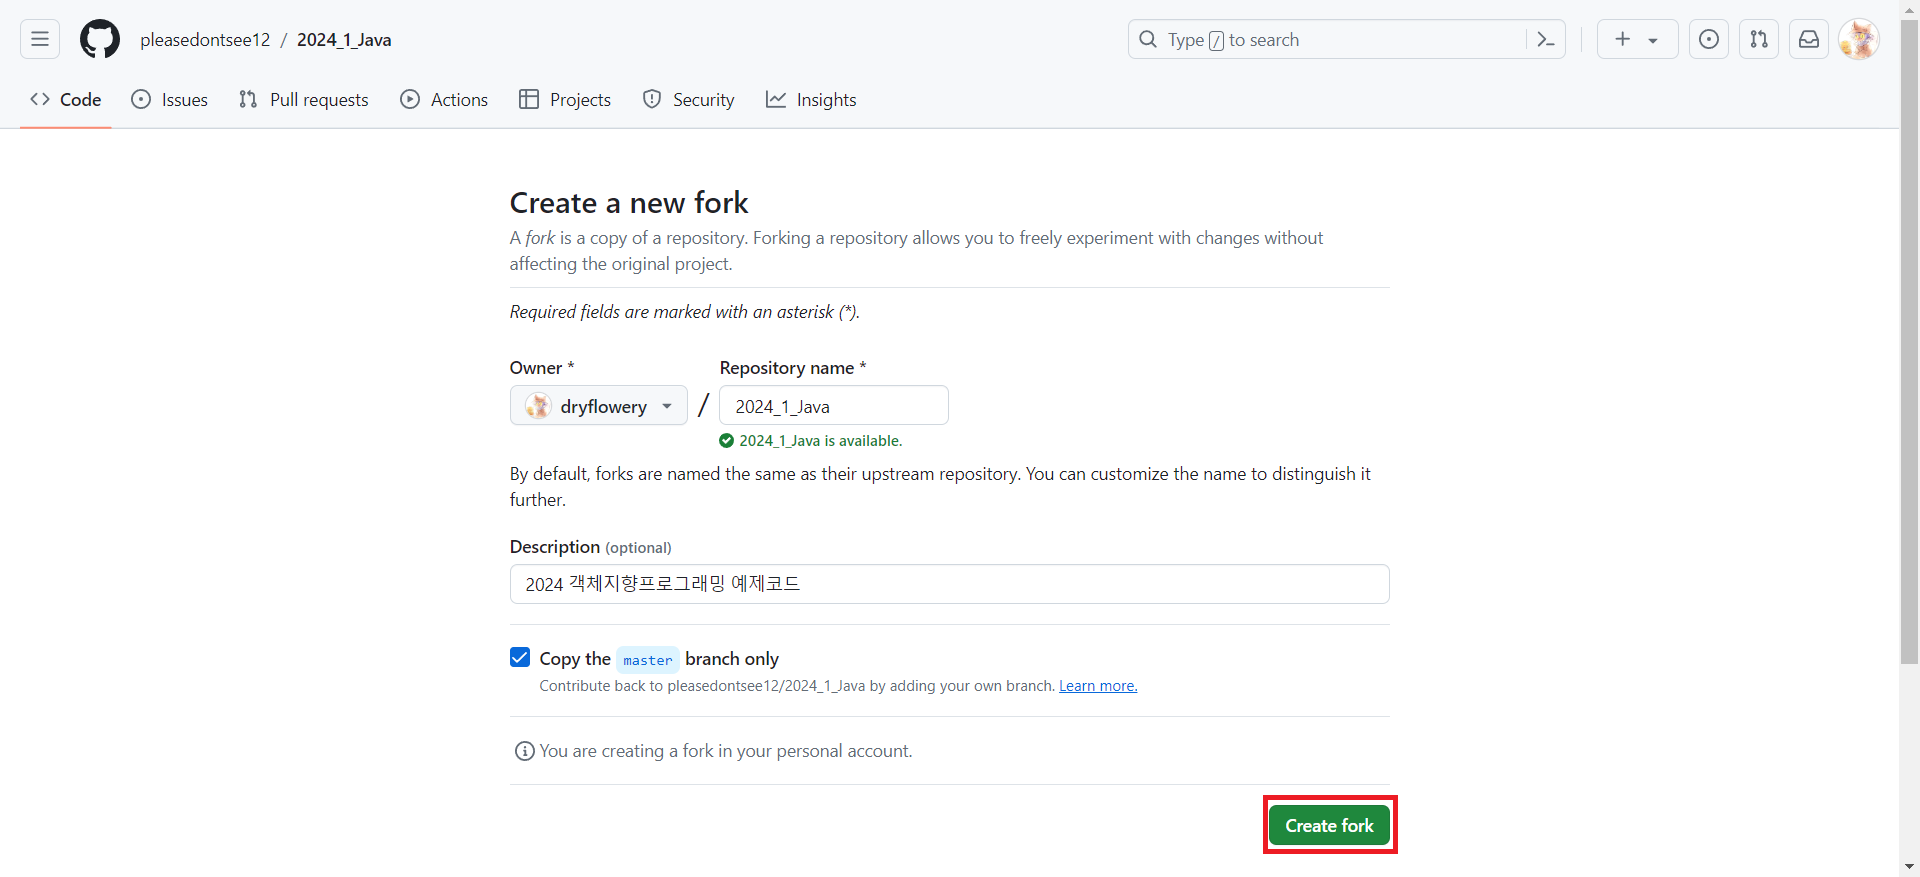 pleasedontsee12 / 2024_1_Java
Type / to search
Code Issues Pull requests Actions Projects Security Insights
Create a new fork
A fork is a copy of a repository. Forking a repository allows you to freely experiment with changes without
affecting the original project.
Required fields are marked with an asterisk (*).
Owner * Repository name *
dryflowery / 2024_1_Java
2024_1_Java is available.
By default, forks are named the same as their upstream repository. You can customize the name to distinguish it
further.
Description (optional)
2024 객체지향프로그래밍 예제코드
Copy the master branch only
Contribute back to pleasedontsee12/2024_1_Java by adding your own branch. Learn more.
You are creating a fork in your personal account.
Create fork